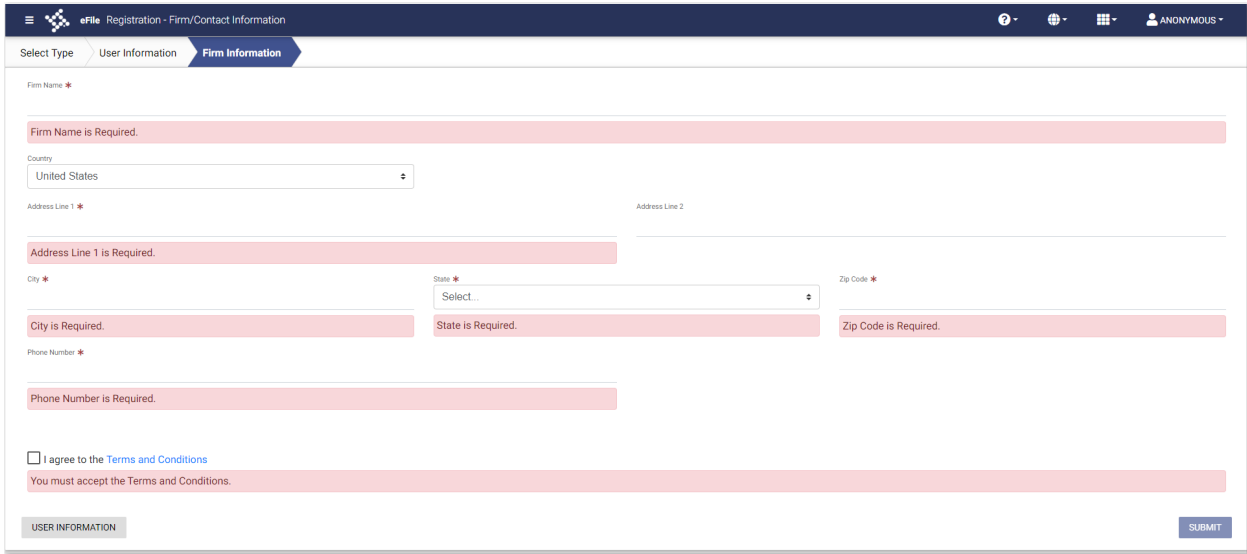 eFile Registration - Firm/Contact Information ANONYMOUS
Select Type User Information Firm Information
Firm Name *
Firm Name is Required.
Country
United States
Address Line 1 * Address Line 2
Address Line 1 is Required.
City * State * Zip Code *
Select...
City is Required. State is Required. Zip Code is Required.
Phone Number *
Phone Number is Required.
I agree to the Terms and Conditions
You must accept the Terms and Conditions.
USER INFORMATION SUBMIT